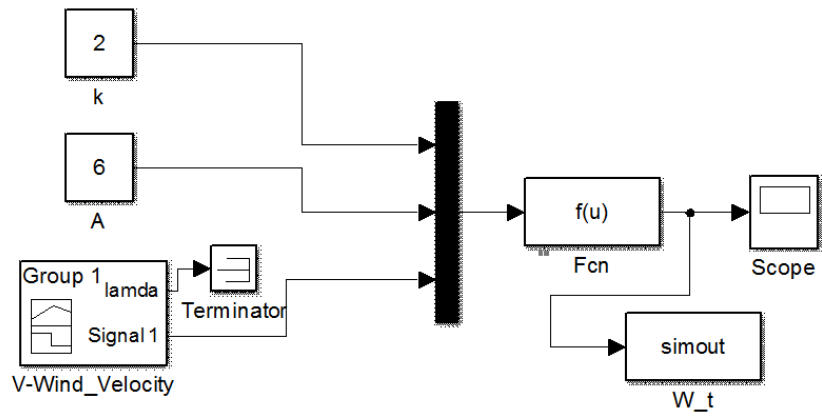 2
k
6
A
Group 1
lamda
Signal 1
V-Wind_Velocity
Terminator
f(u)
Fcn
Scope
simout
W_t